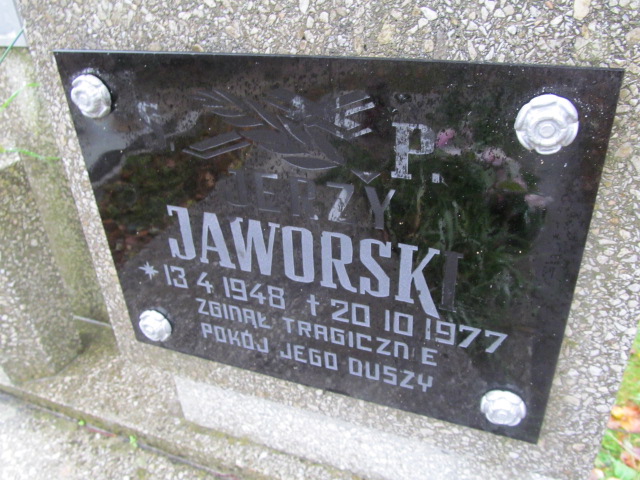 Ś. P.
JERZY
JAWORSKI
* 13 4 1948 † 20 10 1977
ZGINĄŁ TRAGICZNIE
POKÓJ JEGO DUSZY